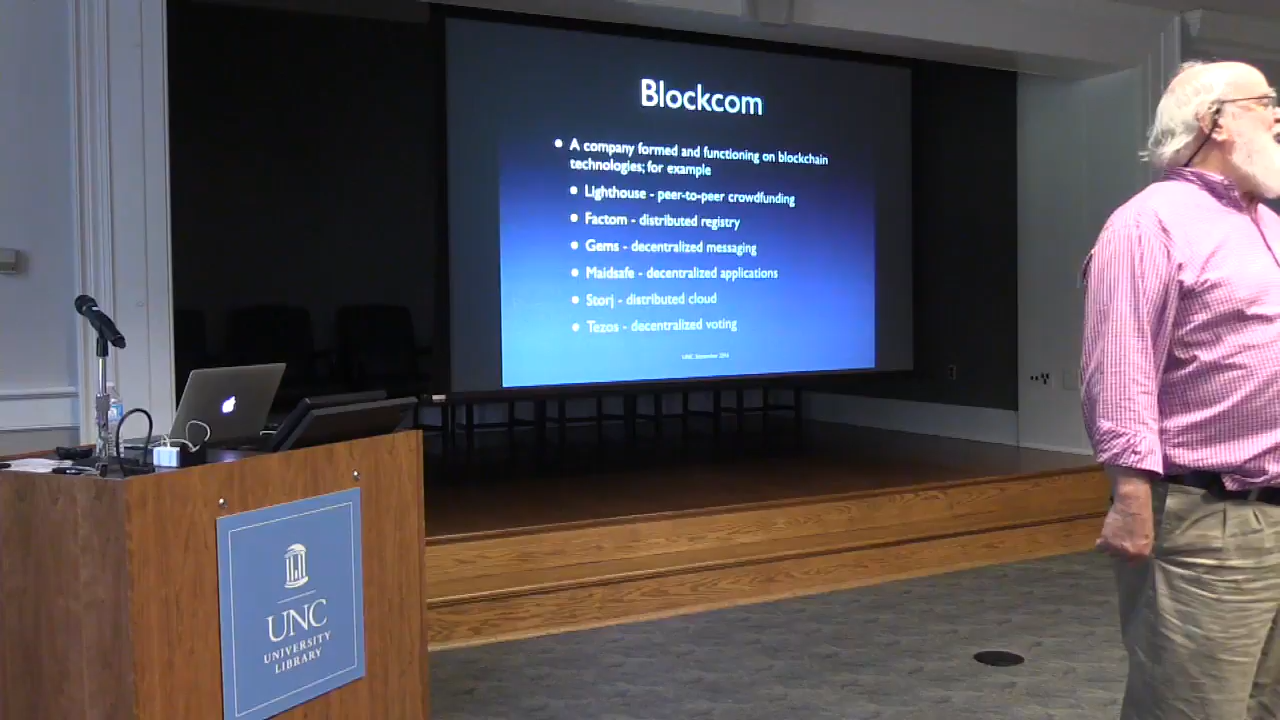 Blockcom
A company formed and functioning on blockchain
technologies; for example
Lighthouse - peer-to-peer crowdfunding
Factom - distributed registry
Gems - decentralized messaging
Maidsafe - decentralized applications
Storj - distributed cloud
Tezos - decentralized voting
UNC
UNC
UNIVERSITY
LIBRARY